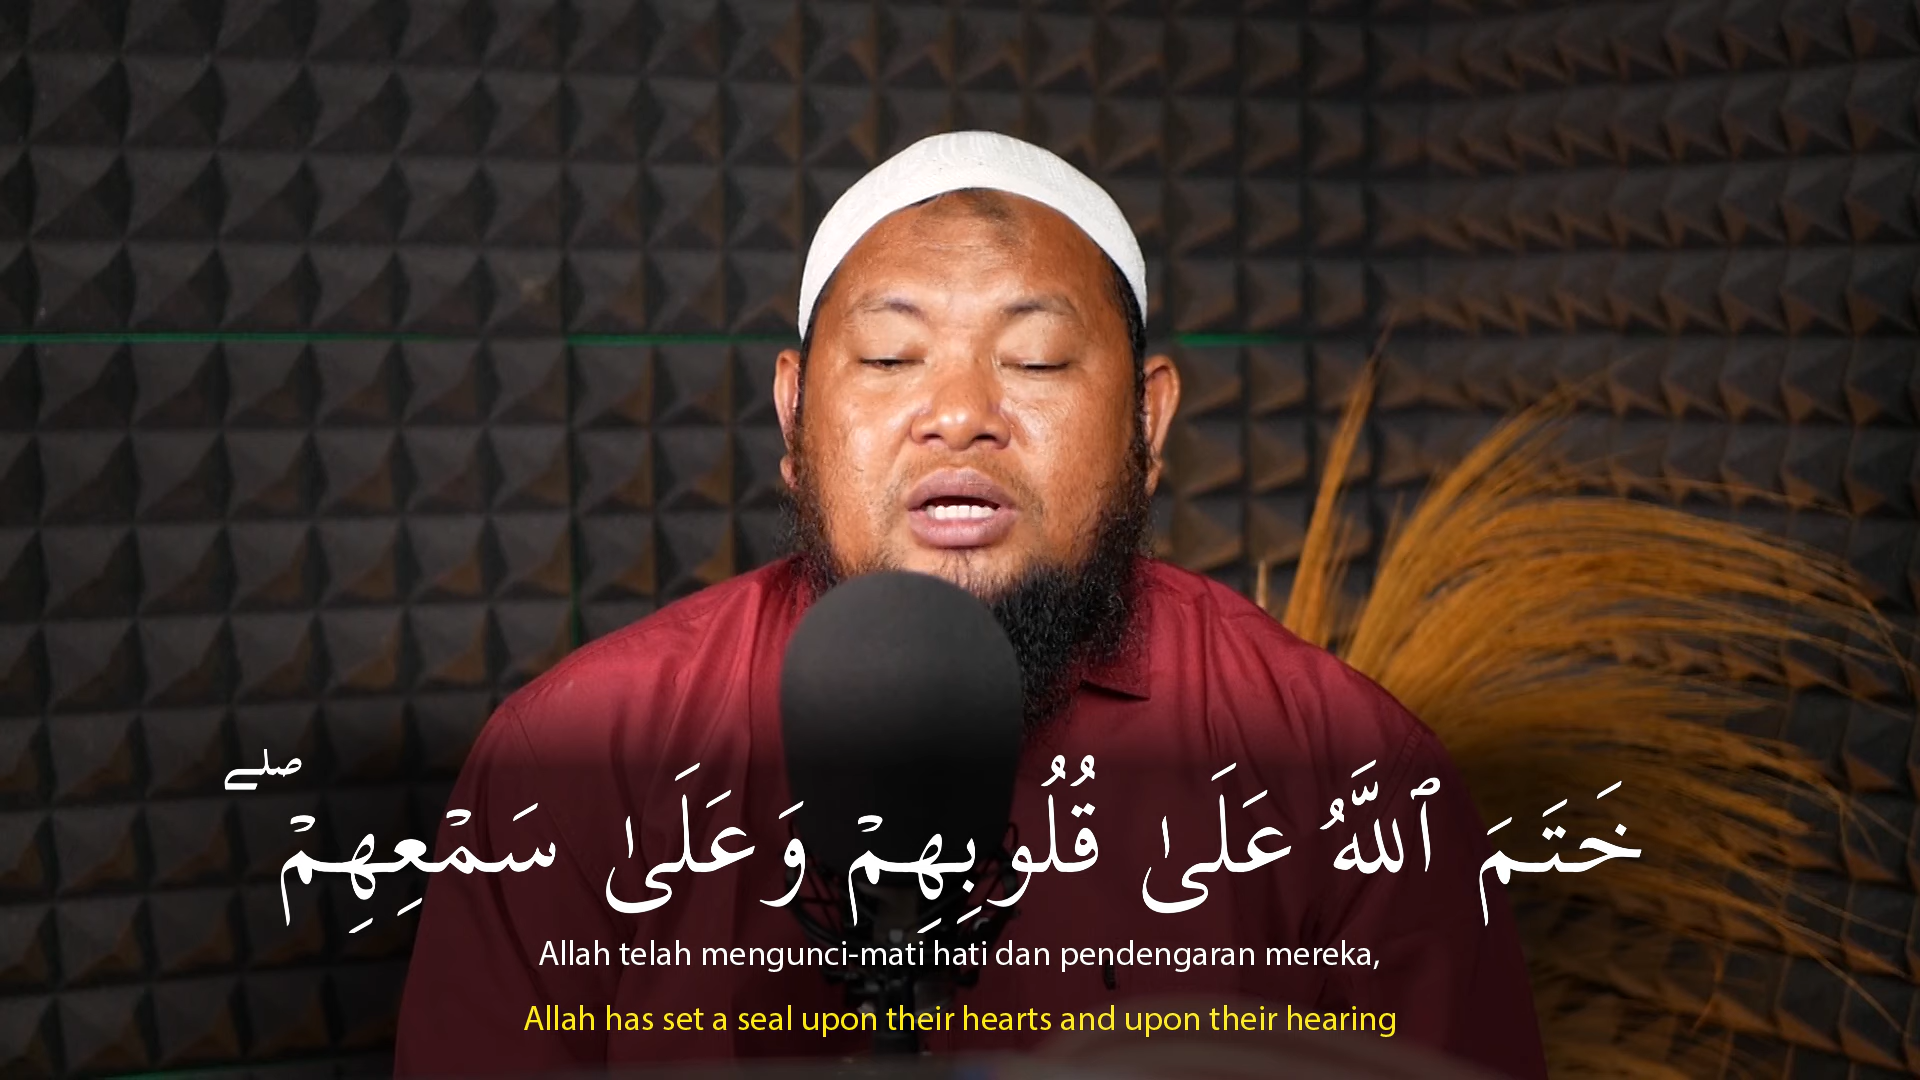 خَتَمَ ٱللَّهُ عَلَىٰ قُلُوبِهِمْ وَعَلَىٰ سَمْعِهِمْۖ
Allah telah mengunci-mati hati dan pendengaran mereka,
Allah has set a seal upon their hearts and upon their hearing